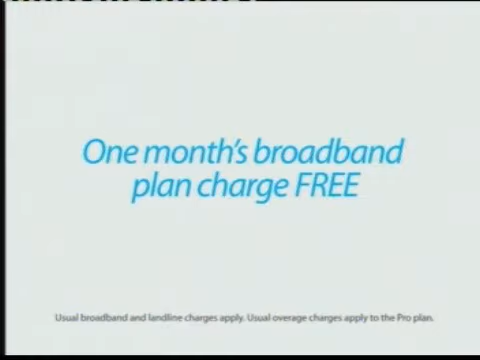 One month's broadband
plan charge FREE
Usual broadband and landline charges apply. Usual overage charges apply to the Pro plan.